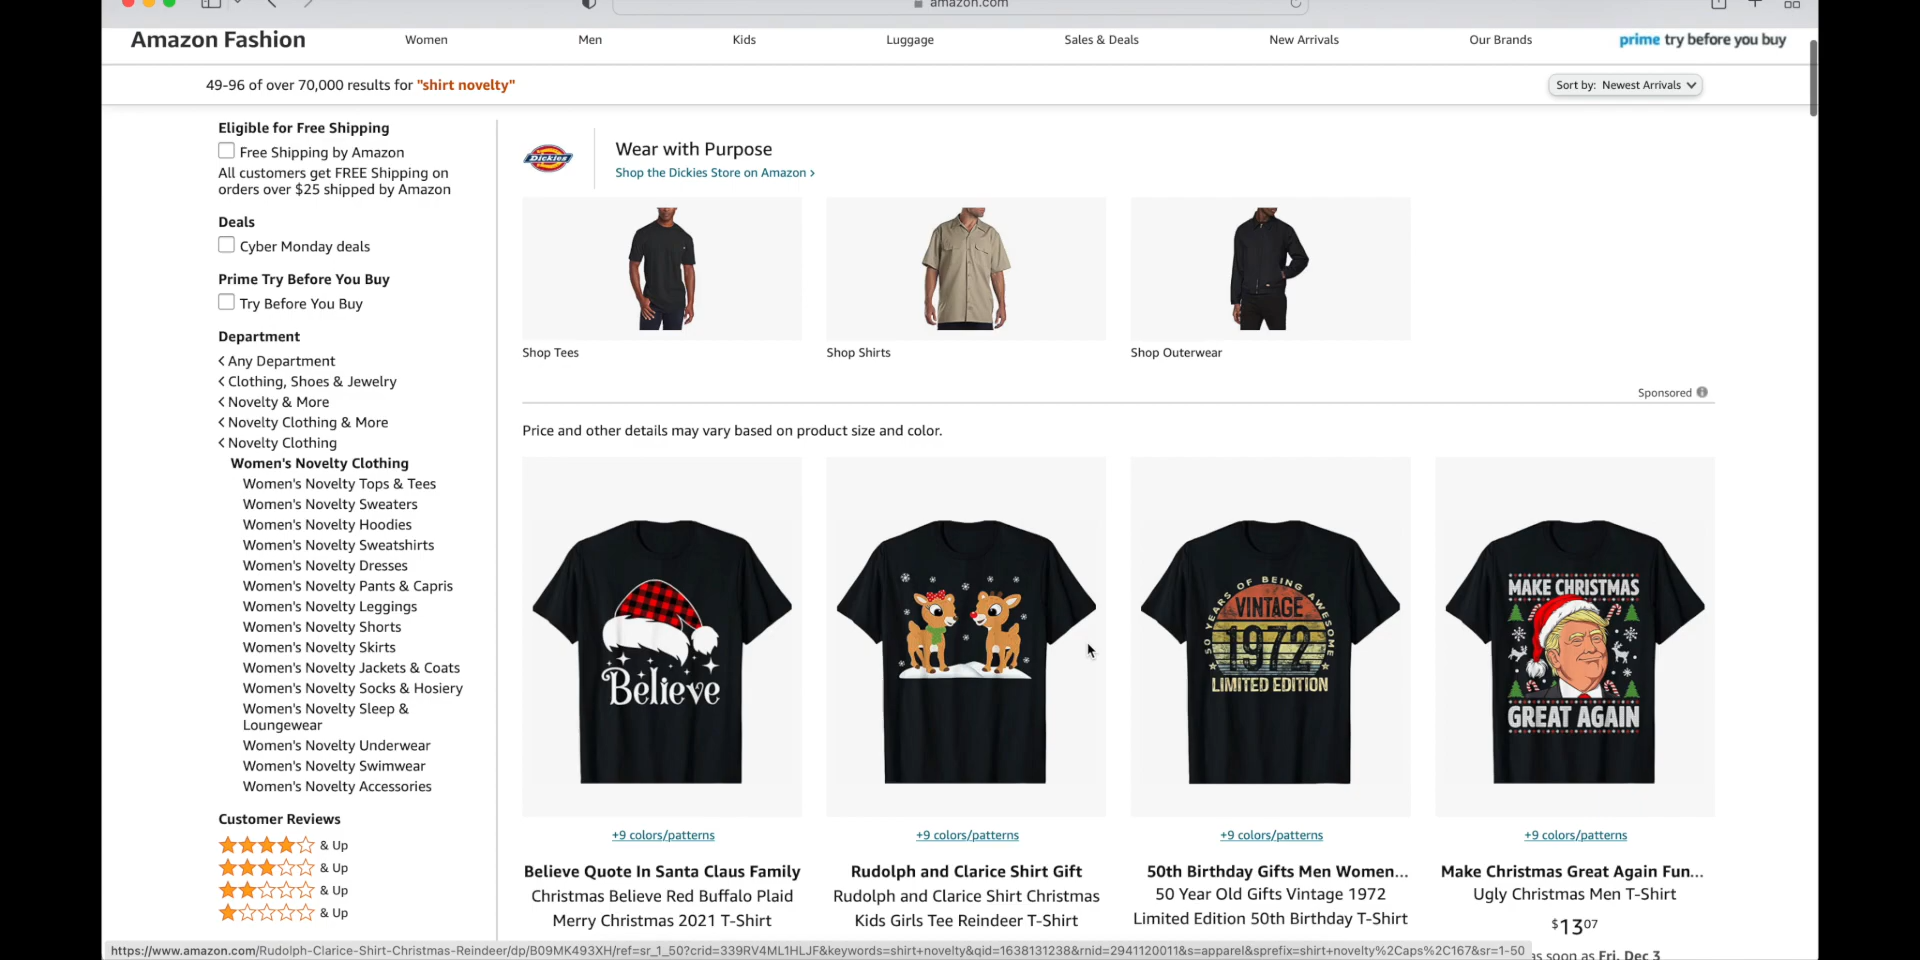 amazon.com
Amazon Fashion
Women
Men
Kids
Luggage
Sales & Deals
New Arrivals
Our Brands
prime try before you buy
49-96 of over 70,000 results for "shirt novelty"
Sort by: Newest Arrivals
Eligible for Free Shipping
Free Shipping by Amazon
All customers get FREE Shipping on
orders over $25 shipped by Amazon
Deals
Cyber Monday deals
Prime Try Before You Buy
Try Before You Buy
Department
Any Department
Clothing, Shoes & Jewelry
Novelty & More
Novelty Clothing & More
Novelty Clothing
Women's Novelty Clothing
Women's Novelty Tops & Tees
Women's Novelty Sweaters
Women's Novelty Hoodies
Women's Novelty Sweatshirts
Women's Novelty Dresses
Women's Novelty Pants & Capris
Women's Novelty Leggings
Women's Novelty Shorts
Women's Novelty Skirts
Women's Novelty Jackets & Coats
Women's Novelty Socks & Hosiery
Women's Novelty Sleep &
Loungewear
Women's Novelty Underwear
Women's Novelty Swimwear
Women's Novelty Accessories
Customer Reviews
& Up
& Up
& Up
& Up
Dickies
Wear with Purpose
Shop the Dickies Store on Amazon ›
Shop Tees
Shop Shirts
Shop Outerwear
Sponsored
Price and other details may vary based on product size and color.
Believe
50 YEARS OF BEING AWESOME
VINTAGE
1972
LIMITED EDITION
MAKE CHRISTMAS
GREAT AGAIN
+9 colors/patterns
+9 colors/patterns
+9 colors/patterns
+9 colors/patterns
Believe Quote In Santa Claus Family
Christmas Believe Red Buffalo Plaid
Merry Christmas 2021 T-Shirt
Rudolph and Clarice Shirt Gift
Rudolph and Clarice Shirt Christmas
Kids Girls Tee Reindeer T-Shirt
50th Birthday Gifts Men Women...
50 Year Old Gifts Vintage 1972
Limited Edition 50th Birthday T-Shirt
Make Christmas Great Again Fun...
Ugly Christmas Men T-Shirt
$1307
as soon as Fri, Dec 3
https://www.amazon.com/Rudolph-Clarice-Shirt-Christmas-Reindeer/dp/B09MK493XH/ref=sr_1_50?crid=339RV4ML1HLJF&keywords=shirt+novelty&qid=1638131238&rnid=2941120011&s=apparel&sprefix=shirt+novelty%2Caps%2C167&sr=1-50